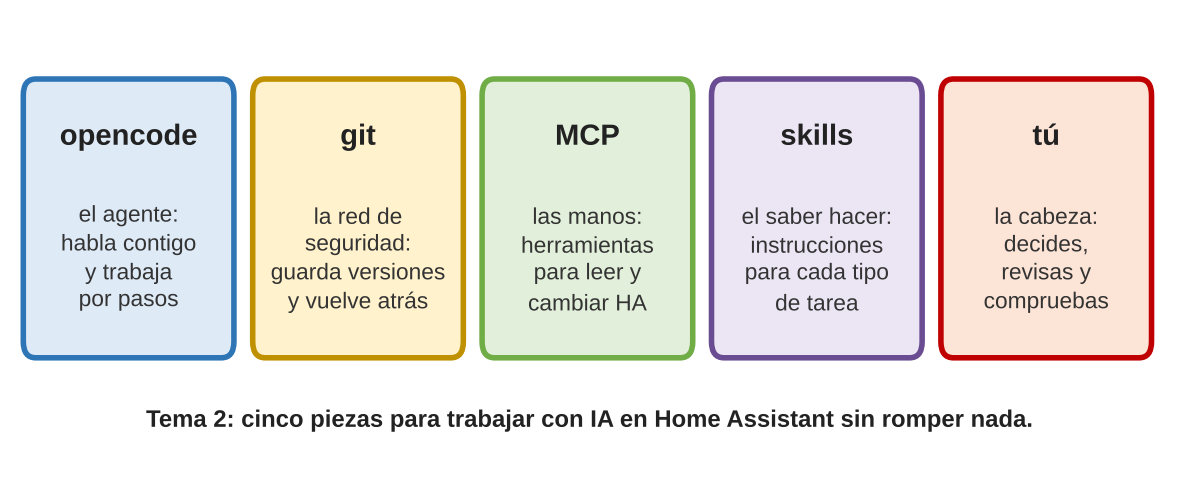 opencode
el agente:
habla contigo
y trabaja
por pasos
git
la red de
seguridad:
guarda versiones
y vuelve atrás
MCP
las manos:
herramientas
para leer y
cambiar HA
skills
el saber hacer:
instrucciones
para cada tipo
de tarea
tú
la cabeza:
decides,
revisas y
compruebas
Tema 2: cinco piezas para trabajar con IA en Home Assistant sin romper nada.